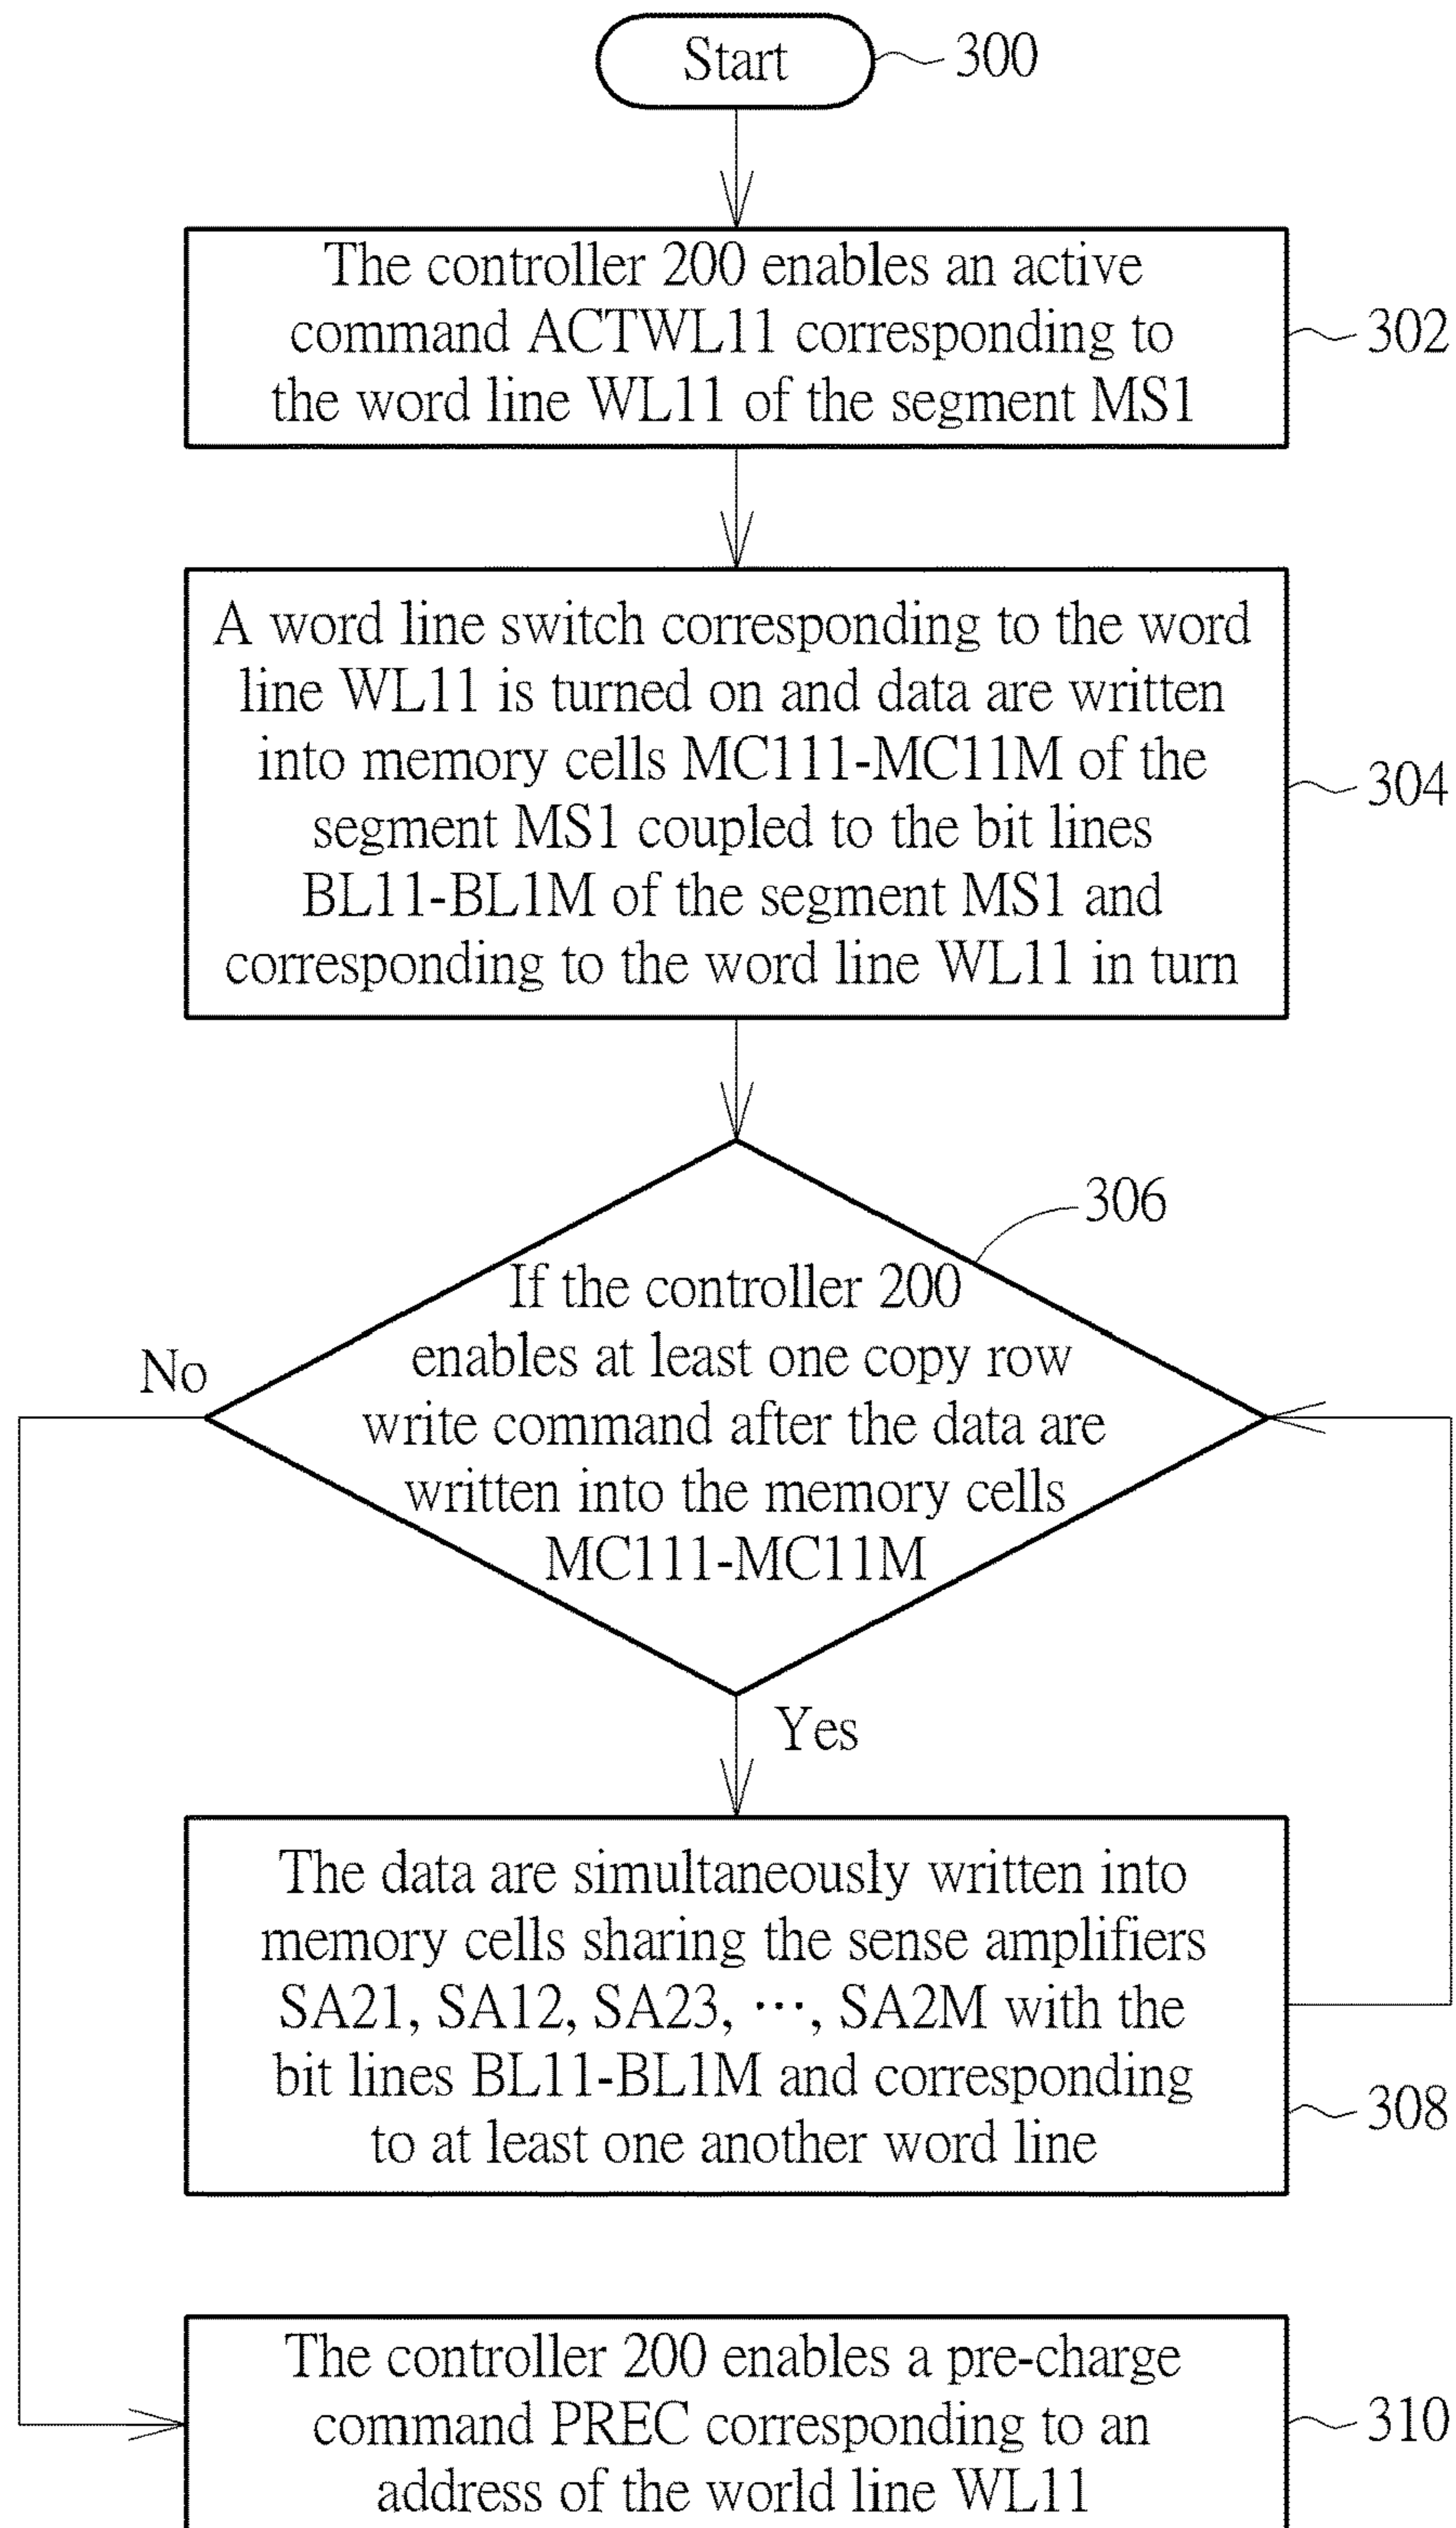 Start
300
The controller 200 enables an active
command ACTWL11 corresponding to
the word line WL11 of the segment MS1
302
A word line switch corresponding to the word
line WL11 is turned on and data are written
into memory cells MC111-MC11M of the
segment MS1 coupled to the bit lines
BL11-BL1M of the segment MS1 and
corresponding to the word line WL11 in turn
304
306
If the controller 200
enables at least one copy row
write command after the data are
written into the memory cells
MC111-MC11M
No
Yes
The data are simultaneously written into
memory cells sharing the sense amplifiers
SA21, SA12, SA23, ···, SA2M with the
bit lines BL11-BL1M and corresponding
to at least one another word line
308
The controller 200 enables a pre-charge
command PREC corresponding to an
address of the world line WL11
310